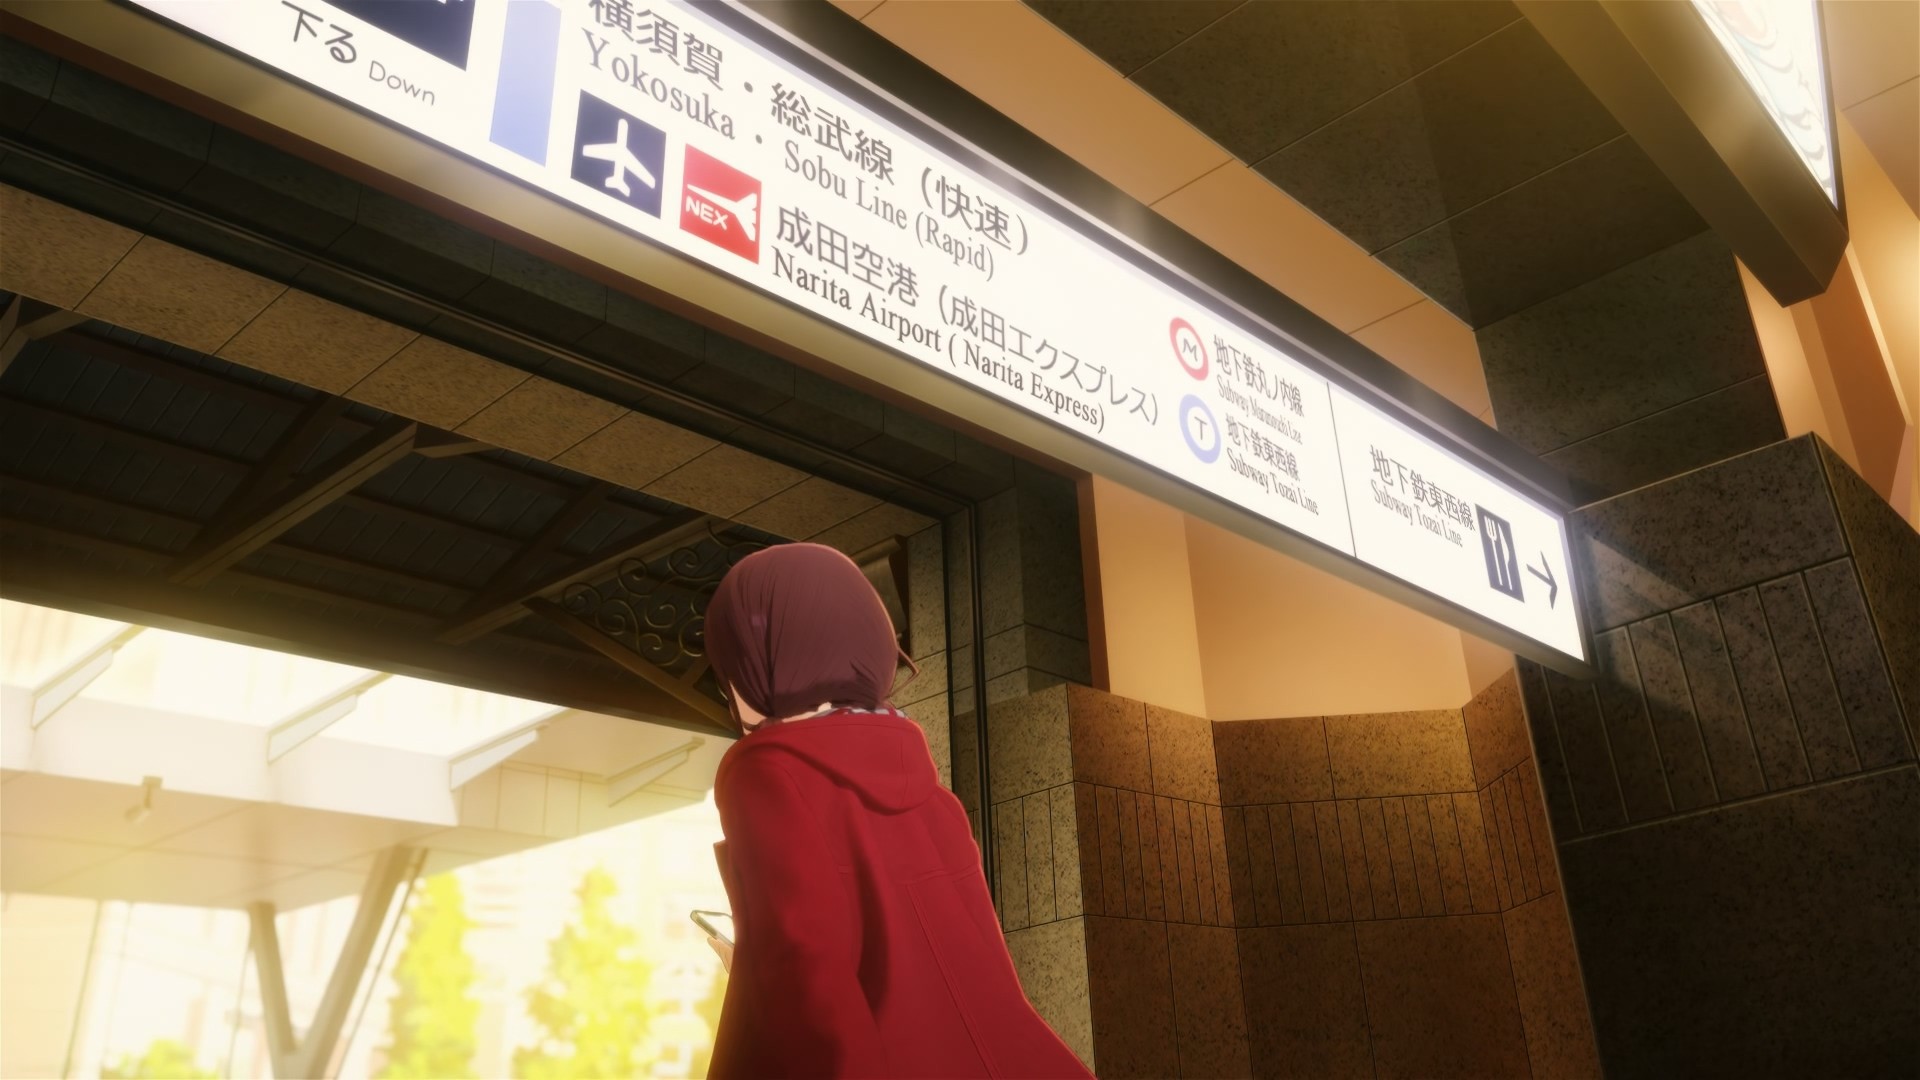 下る Down
横須賀・総武線（快速）
Yokosuka・Sobu Line (Rapid)
NEX
成田空港（成田エクスプレス）
Narita Airport ( Narita Express)
M
地下鉄丸ノ内線
Subway Marunouchi Line
T
地下鉄東西線
Subway Tozai Line
地下鉄東西線
Subway Tozai Line
→